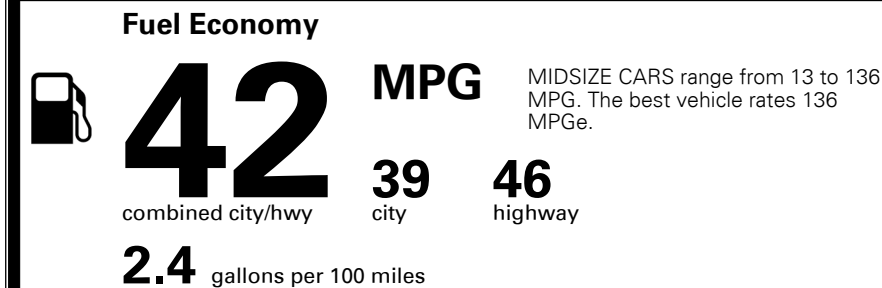 Fuel Economy
42 MPG
MIDSIZE CARS range from 13 to 136
MPG. The best vehicle rates 136
MPGe.
combined city/hwy
39
city
46
highway
2.4 gallons per 100 miles